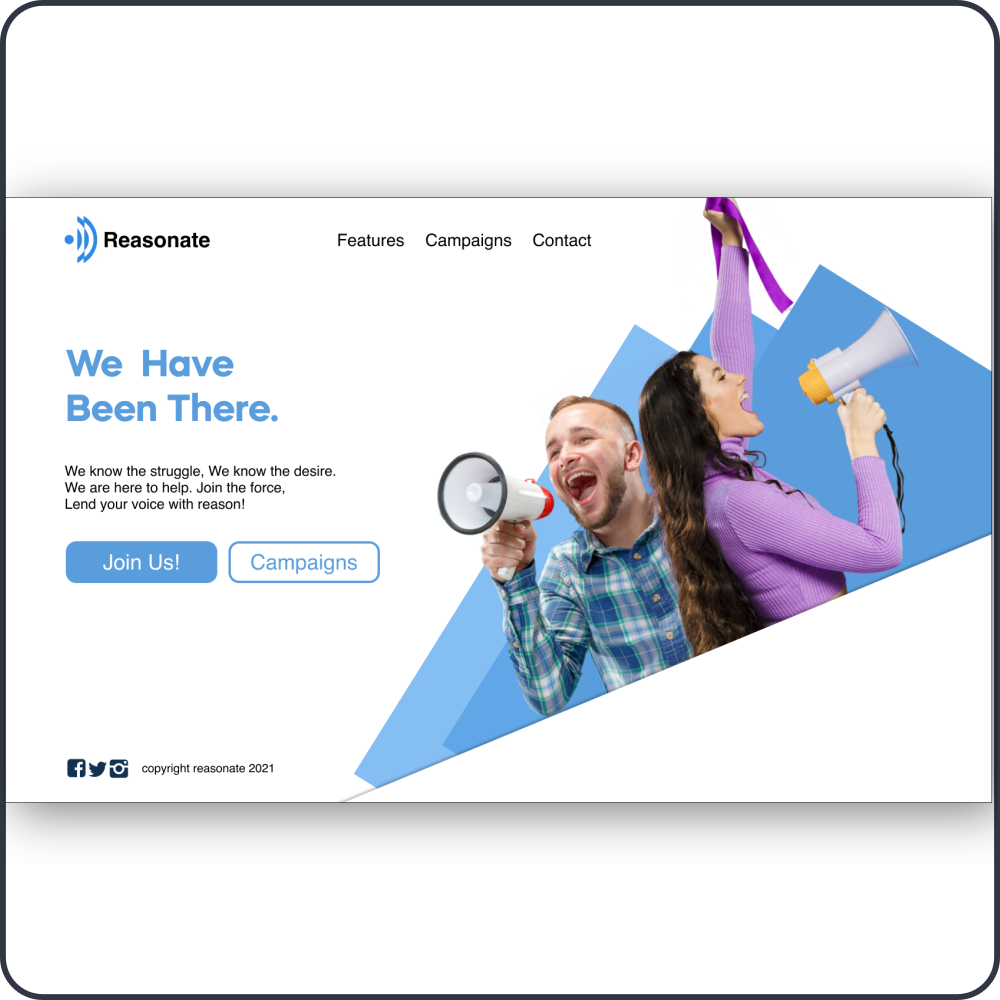 Reasonate
Features Campaigns Contact
We Have
Been There.
We know the struggle, We know the desire.
We are here to help. Join the force,
Lend your voice with reason!
Join Us! Campaigns
copyright reasonate 2021